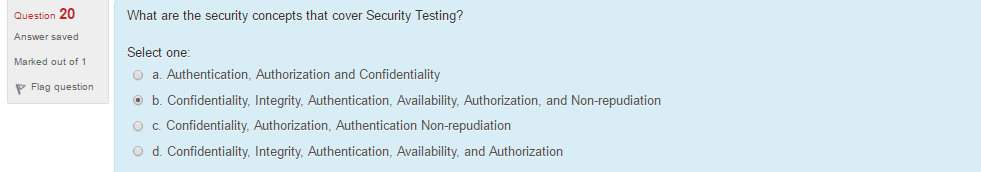 Question 20
Answer saved
Marked out of 1
Flag question
What are the security concepts that cover Security Testing?
Select one:
a. Authentication, Authorization and Confidentiality
b. Confidentiality, Integrity, Authentication, Availability, Authorization, and Non-repudiation
c. Confidentiality, Authorization, Authentication Non-repudiation
d. Confidentiality, Integrity, Authentication, Availability, and Authorization